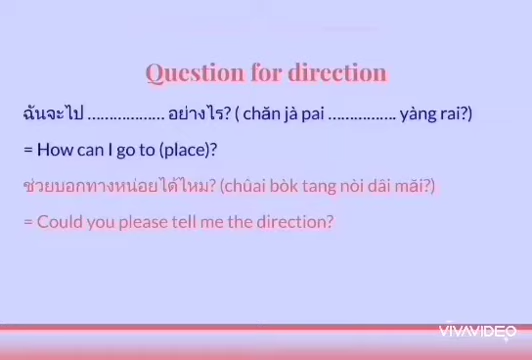 Question for direction
ฉันจะไป ……………… อย่างไร? ( chăn jà pai ……………. yàng rai?)
= How can I go to (place)?
ช่วยบอกทางหน่อยได้ไหม? (chûai bòk tang nòi dâi măi?)
= Could you please tell me the direction?
VIVAVIDEO